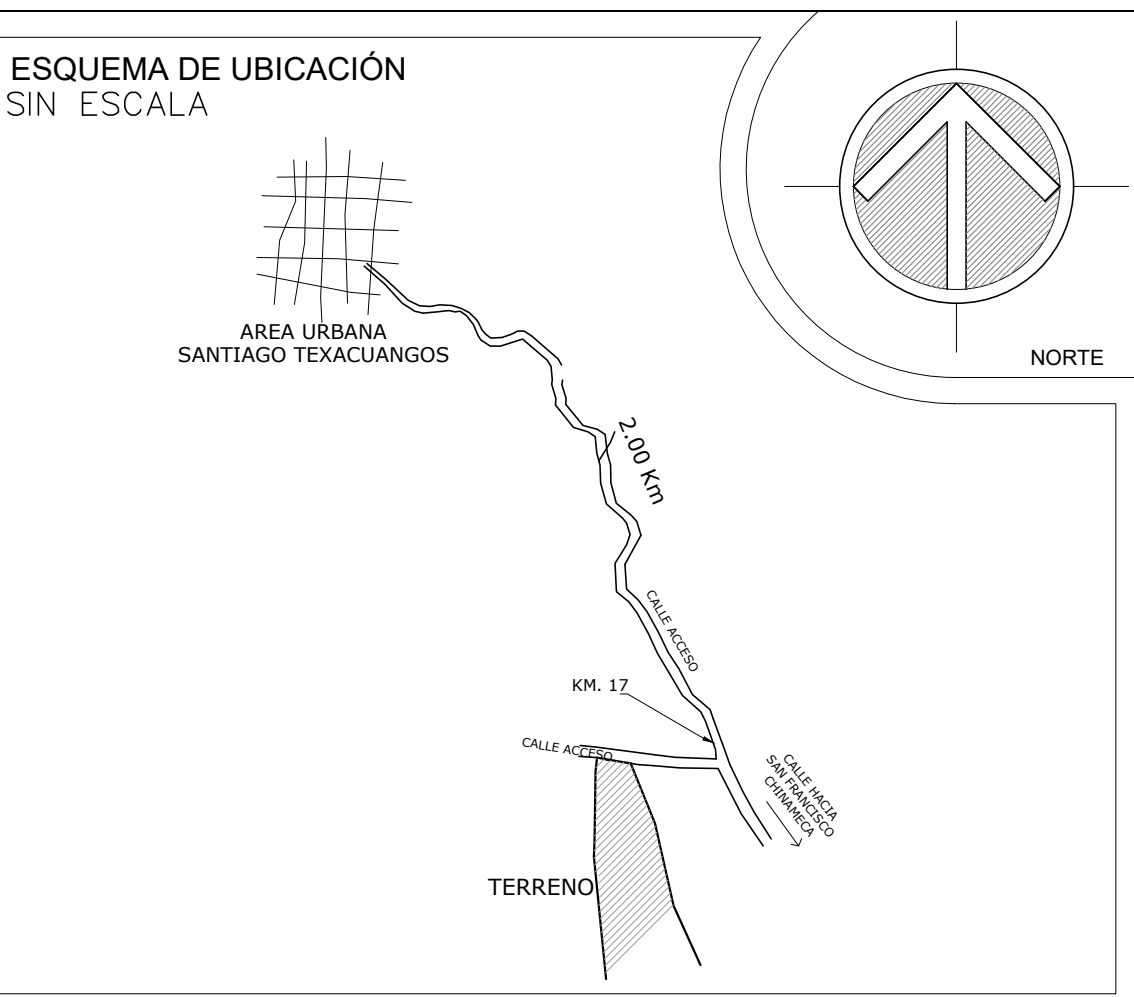 ESQUEMA DE UBICACIÓN
SIN ESCALA
NORTE
AREA URBANA
SANTIAGO TEXACUANGOS
2.00 Km
CALLE ACCESO
KM. 17
CALLE ACCESO
CALLE HACIA
SAN FRANCISCO
CHINAMECA
TERRENO